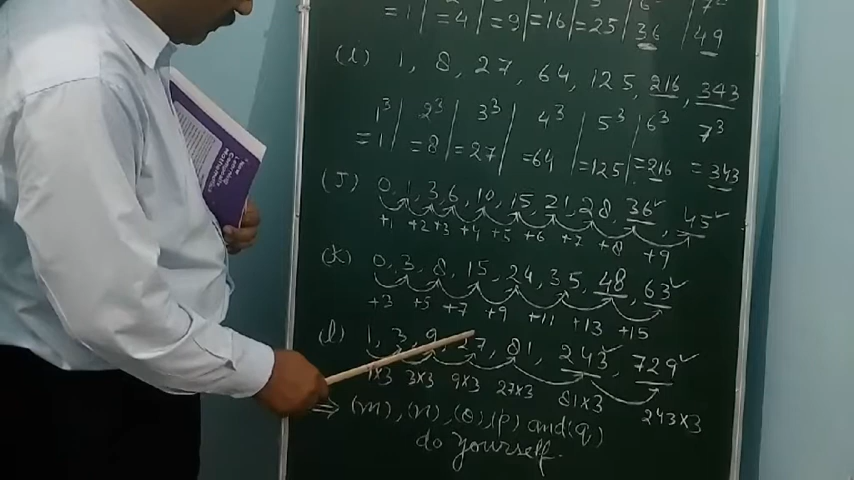 =1 | =4 | =9 | =16 | =25 | 36 | 49
(i) 1, 8, 27, 64, 125, 216, 343
1³ | 2³ | 3³ | 4³ | 5³ | 6³ | 7³
=1 | =8 | =27 | =64 | =125 | =216 = 343
(J) 0, 1, 3, 6, 10, 15, 21, 28, 36✓, 45✓
+1 +2 +3 +4 +5 +6 +7 +8 +9
(K) 0, 3, 8, 15, 24, 35, 48, 63✓
+3 +5 +7 +9 +11 +13 +15
(l) 1, 3, 9, 27, 81, 243✓, 729✓
1×3 3×3 9×3 27×3 81×3 243×3
⇒ (m), (n), (o), (p) and (q)
do yourself.
Mathematics